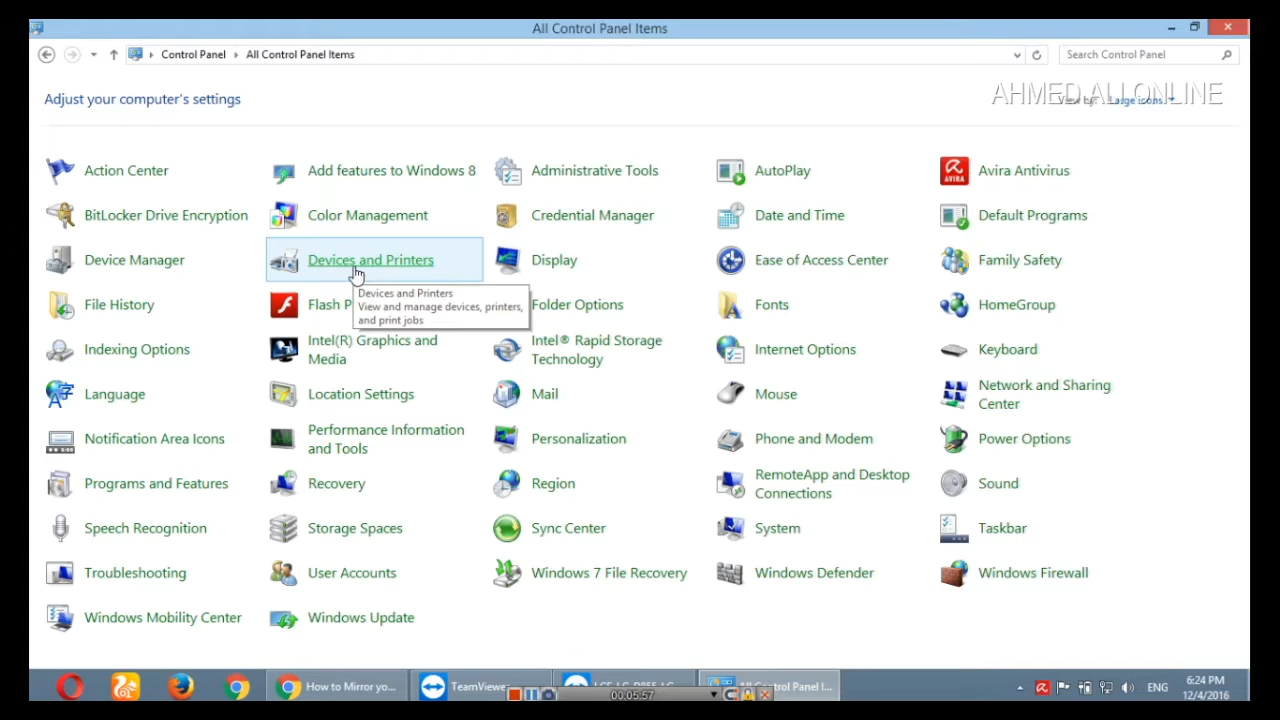 All Control Panel Items
Control Panel All Control Panel Items
Search Control Panel
Adjust your computer's settings
AHMED ALI ONLINE
View by: Large icons
Action Center
Add features to Windows 8
Administrative Tools
AutoPlay
Avira Antivirus
AVIRA
BitLocker Drive Encryption
Color Management
Credential Manager
Date and Time
Default Programs
Device Manager
Devices and Printers
Display
Ease of Access Center
Family Safety
Devices and Printers
View and manage devices, printers,
and print jobs
File History
Flash P
Folder Options
Fonts
HomeGroup
Indexing Options
Intel(R) Graphics and
Media
Intel® Rapid Storage
Technology
Internet Options
Keyboard
Language
Location Settings
Mail
Mouse
Network and Sharing
Center
Notification Area Icons
Performance Information
and Tools
Personalization
Phone and Modem
Power Options
Programs and Features
Recovery
Region
RemoteApp and Desktop
Connections
Sound
Speech Recognition
Storage Spaces
Sync Center
System
Taskbar
Troubleshooting
User Accounts
Windows 7 File Recovery
Windows Defender
Windows Firewall
Windows Mobility Center
Windows Update
How to Mirror yo...
TeamViewer
All Control Panel I...
00:05:57
ENG
6:24 PM
12/4/2016